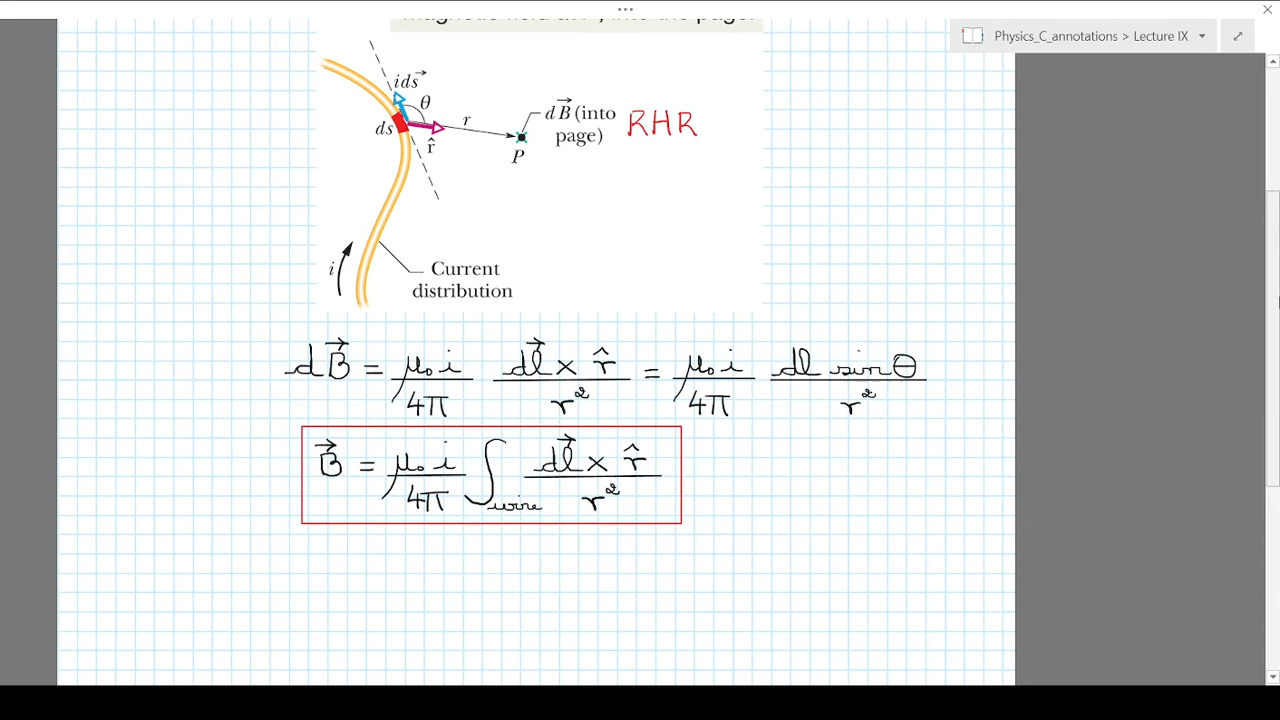 Physics_C_annotations > Lecture IX
ids⃗
θ
ds
r̂
r
dB⃗ (into page)
RHR
P
i
Current
distribution
dB⃗ = μ₀i/4π dl⃗ × r̂/r² = μ₀i/4π dl sinθ/r²
B⃗ = μ₀i/4π ∫wire dl⃗ × r̂/r²